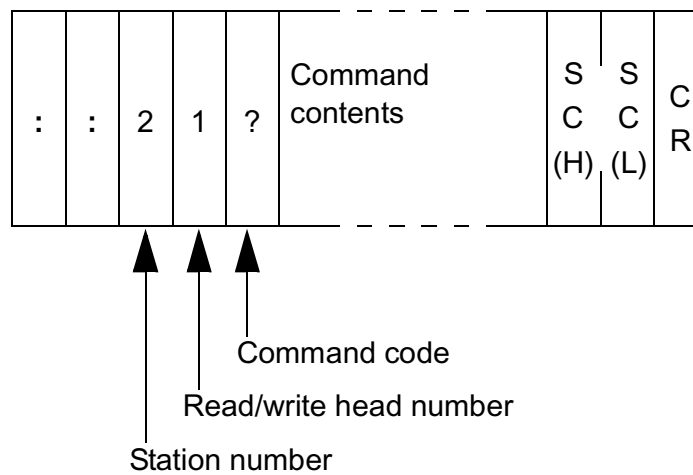 : : 2 1 ? Command contents S C (H) S C (L) C R
Command code
Read/write head number
Station number